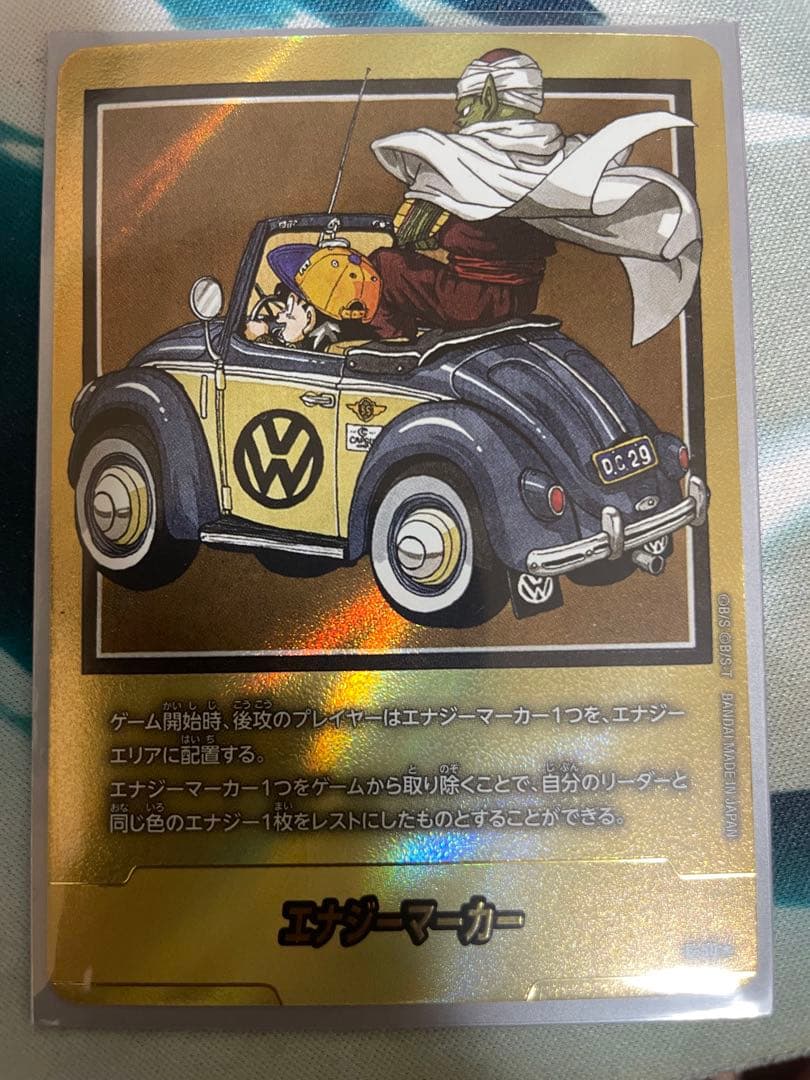 SS
CAPSULE
D.C 29
ゲーム開始時、後攻のプレイヤーはエナジーマーカー1つを、エナジー
エリアに配置する。
エナジーマーカー1つをゲームから取り除くことで、自分のリーダーと
同じ色のエナジー1枚をレストにしたものとすることができる。
©B/S ©B/S・T BANDAI MADE IN JAPAN
エナジーマーカー